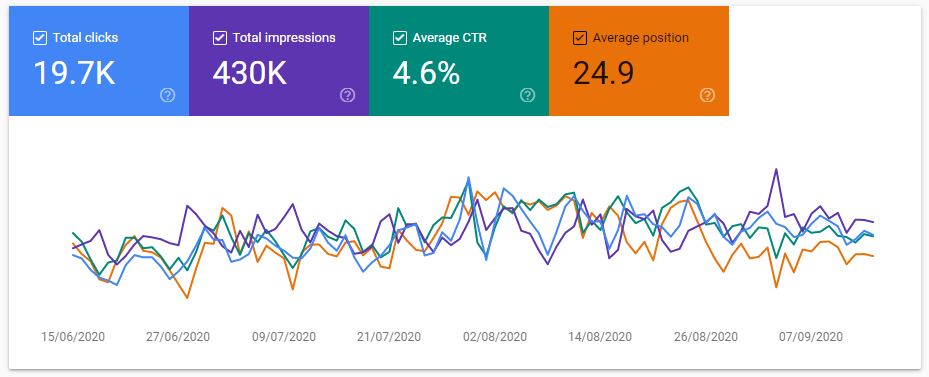 Total clicks
19.7K
Total impressions
430K
Average CTR
4.6%
Average position
24.9
15/06/2020 27/06/2020 09/07/2020 21/07/2020 02/08/2020 14/08/2020 26/08/2020 07/09/2020